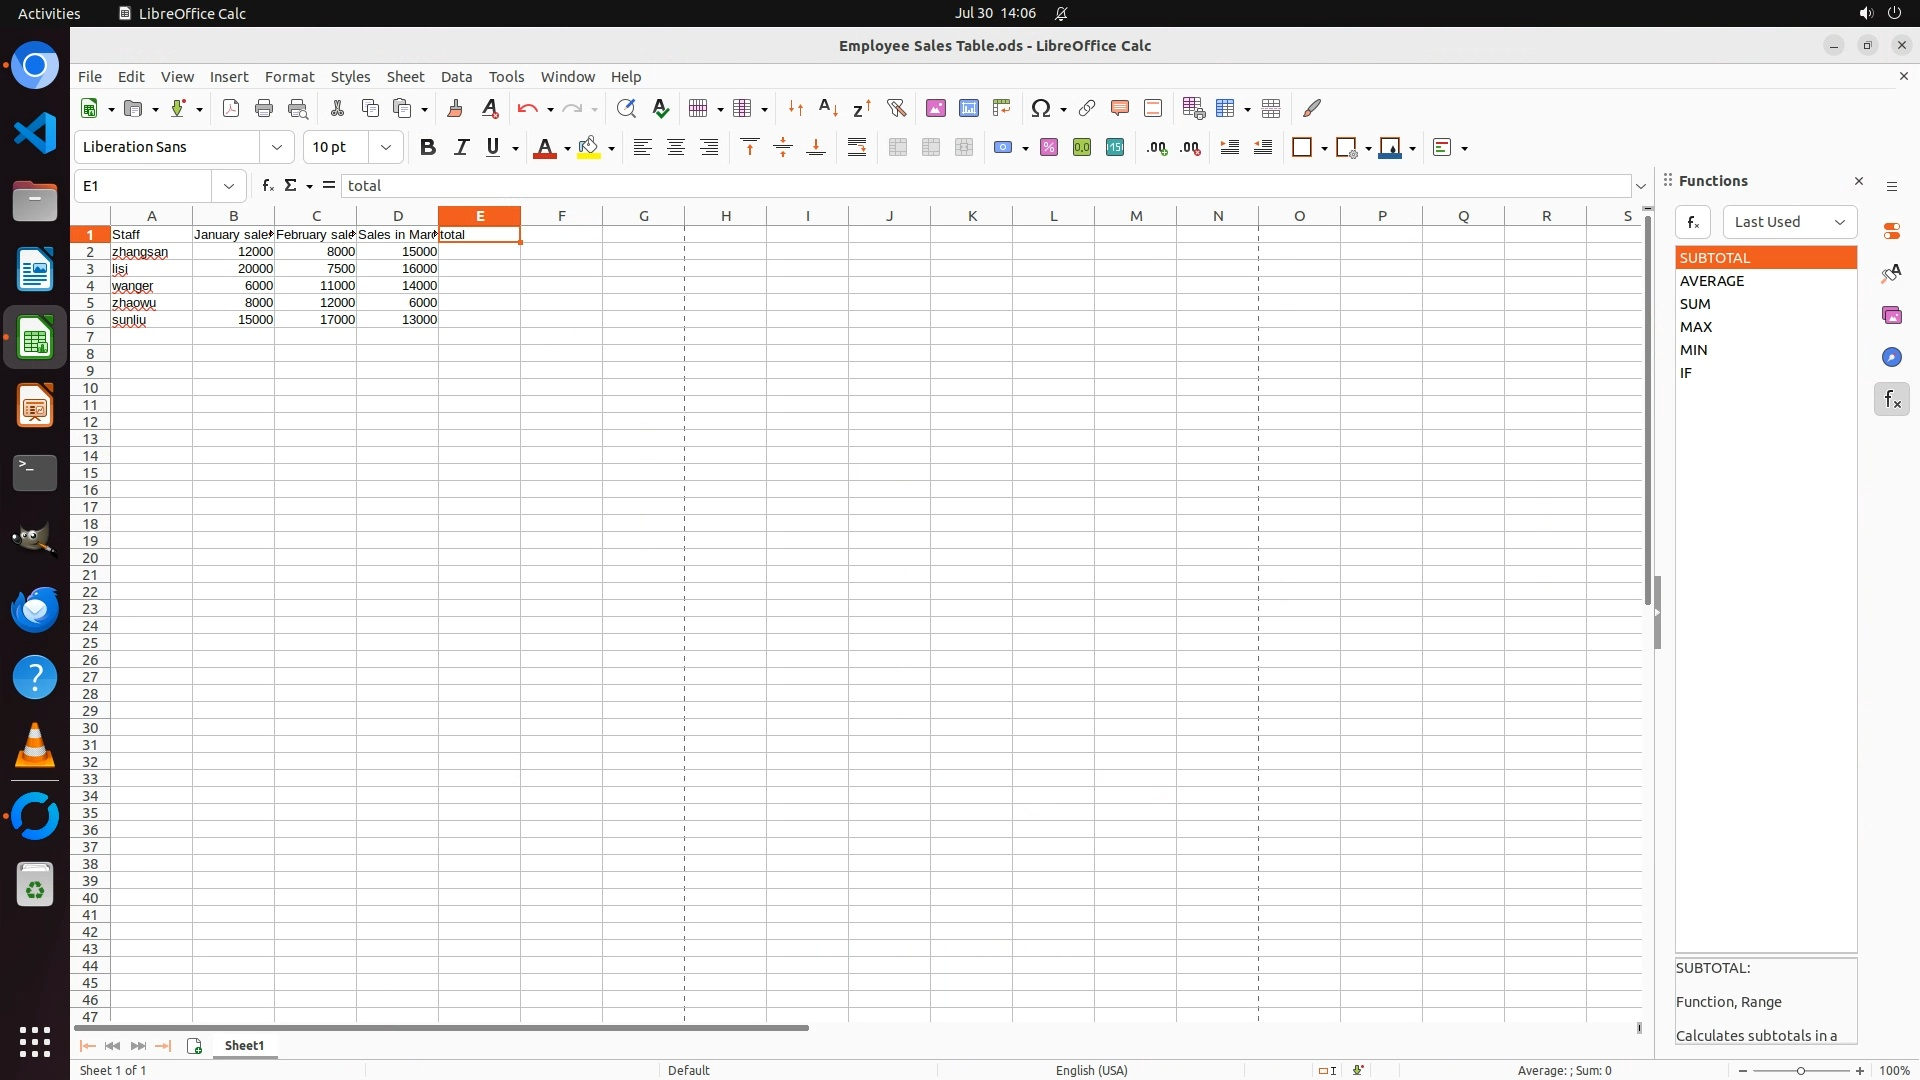 Activities
LibreOffice Calc
Jul 30 14:06
Employee Sales Table.ods - LibreOffice Calc
File Edit View Insert Format Styles Sheet Data Tools Window Help
Liberation Sans
10 pt
E1
total
Functions
Last Used
SUBTOTAL
AVERAGE
SUM
MAX
MIN
IF
A B C D E F G H I J K L M N O P Q R S
1 Staff January sale February sale Sales in Marc total
2 zhangsan 12000 8000 15000
3 lisi 20000 7500 16000
4 wanger 6000 11000 14000
5 zhaowu 8000 12000 6000
6 sunliu 15000 17000 13000
7
8
9
10
11
12
13
14
15
16
17
18
19
20
21
22
23
24
25
26
27
28
29
30
31
32
33
34
35
36
37
38
39
40
41
42
43
44
45
46
47
SUBTOTAL:
Function, Range
Calculates subtotals in a
Sheet1
Sheet 1 of 1
Default
English (USA)
Average: ; Sum: 0
100%